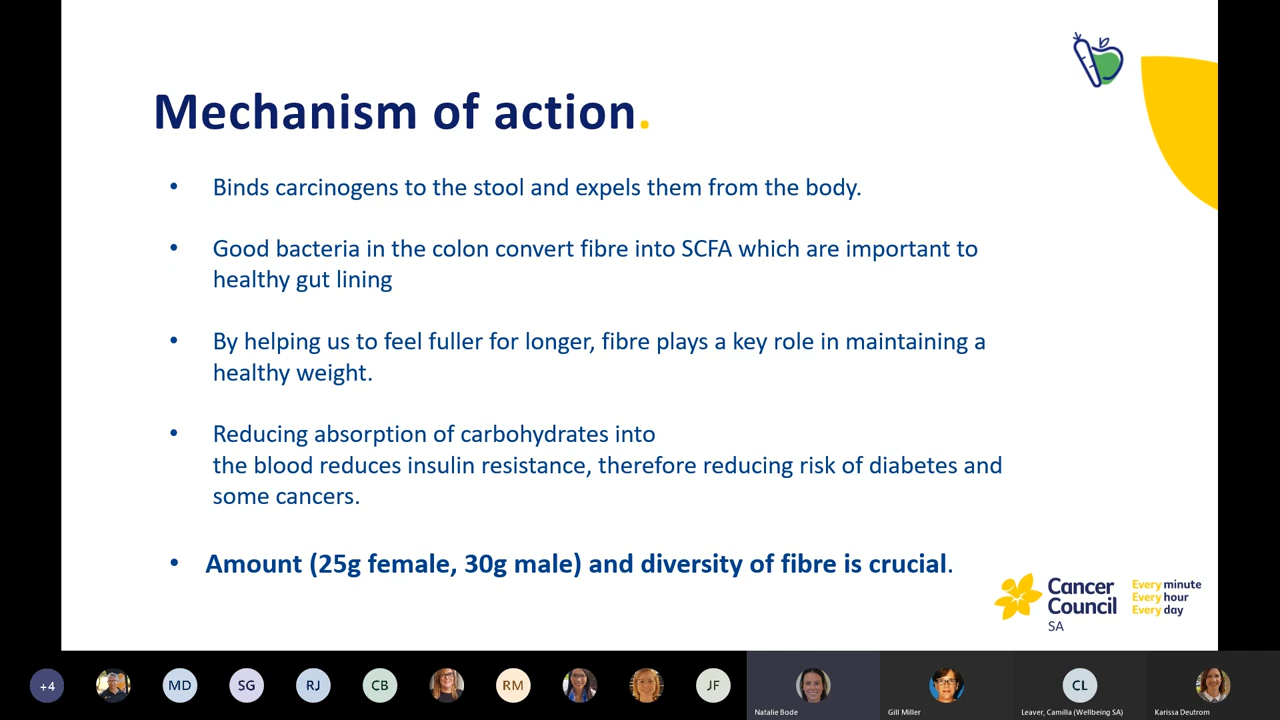 Mechanism of action.
• Binds carcinogens to the stool and expels them from the body.
• Good bacteria in the colon convert fibre into SCFA which are important to
healthy gut lining
• By helping us to feel fuller for longer, fibre plays a key role in maintaining a
healthy weight.
• Reducing absorption of carbohydrates into
the blood reduces insulin resistance, therefore reducing risk of diabetes and
some cancers.
• Amount (25g female, 30g male) and diversity of fibre is crucial.
Cancer
Council
SA
Every minute
Every hour
Every day
+4
MD
SG
RJ
CB
RM
JF
Natalie Bode
Gill Miller
CL
Leaver, Camilla (Wellbeing SA)
Karissa Deutrom